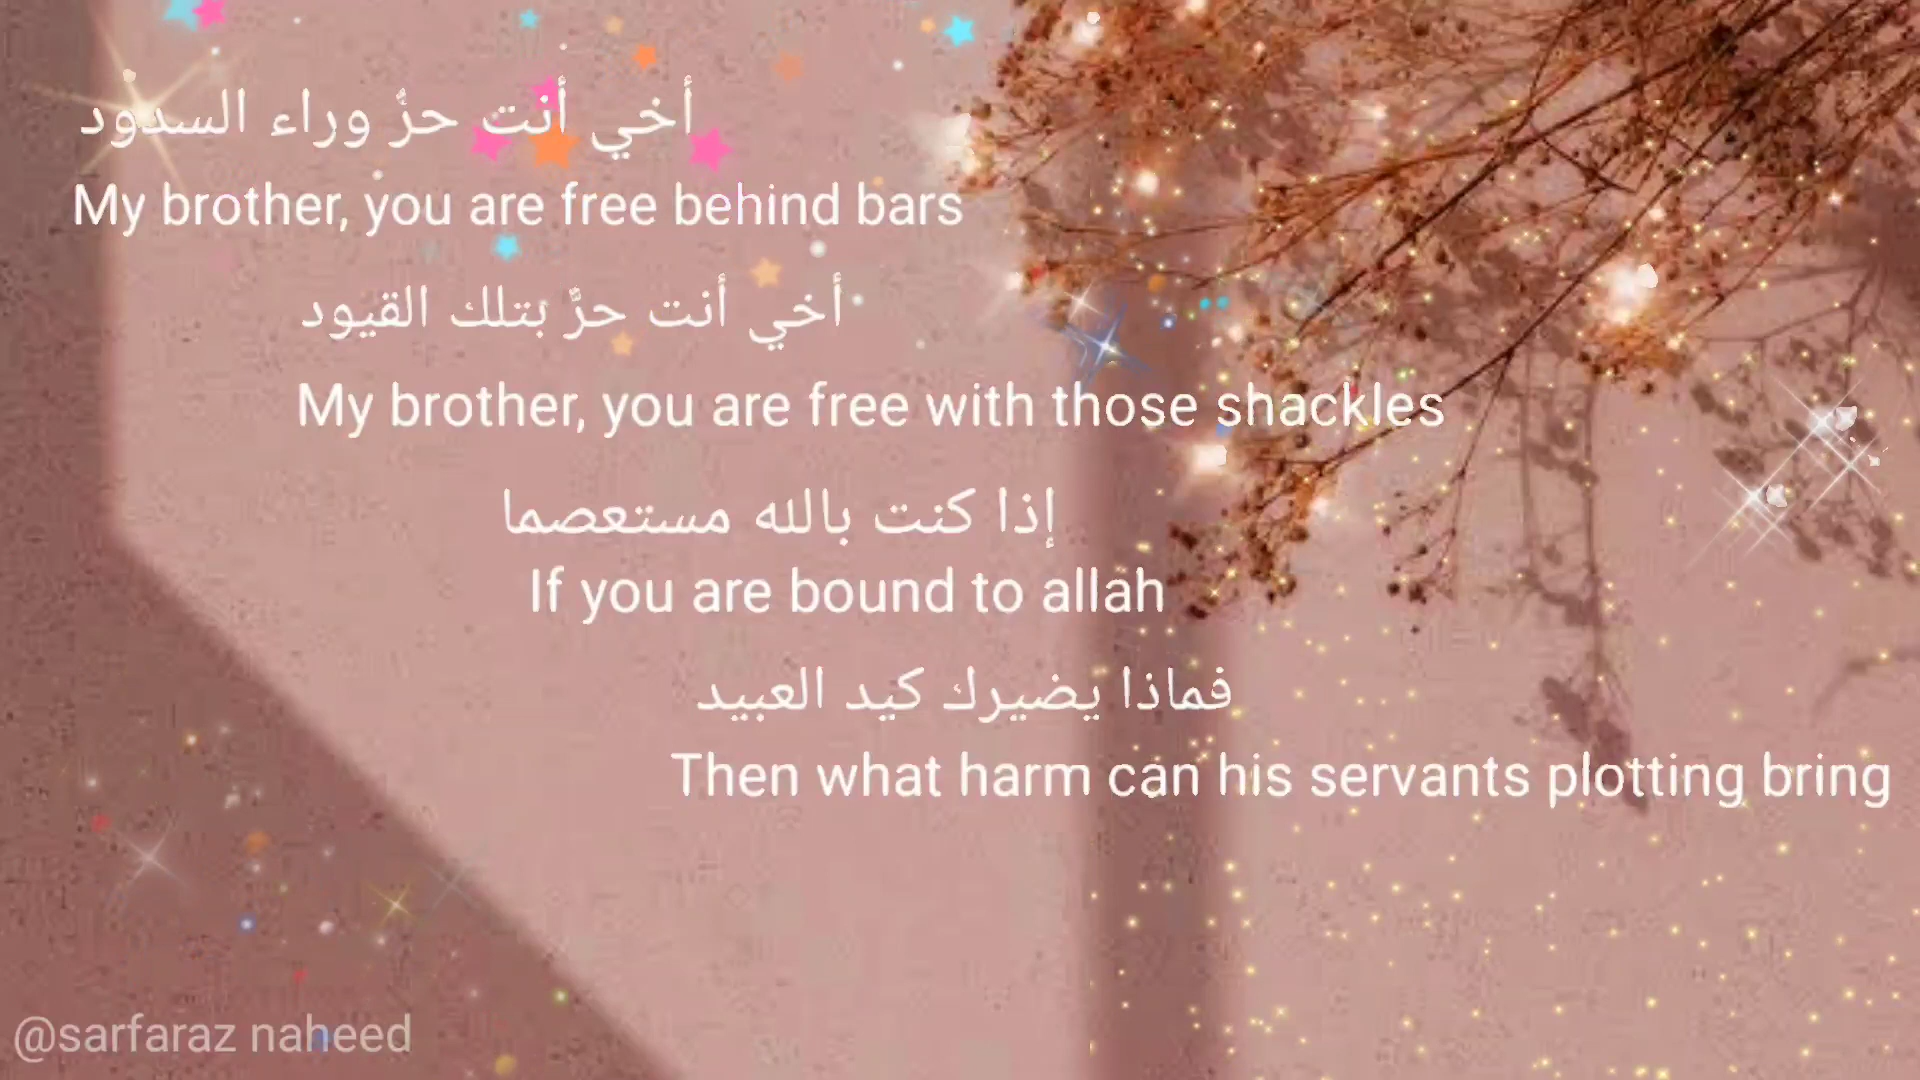 أخي أنت حرٌّ وراء السدود
My brother, you are free behind bars
أخي أنت حرٌّ بتلك القيود
My brother, you are free with those shackles
إذا كنت بالله مستعصما
If you are bound to allah
فماذا يضيرك كيد العبيد
Then what harm can his servants plotting bring
@sarfaraz naheed